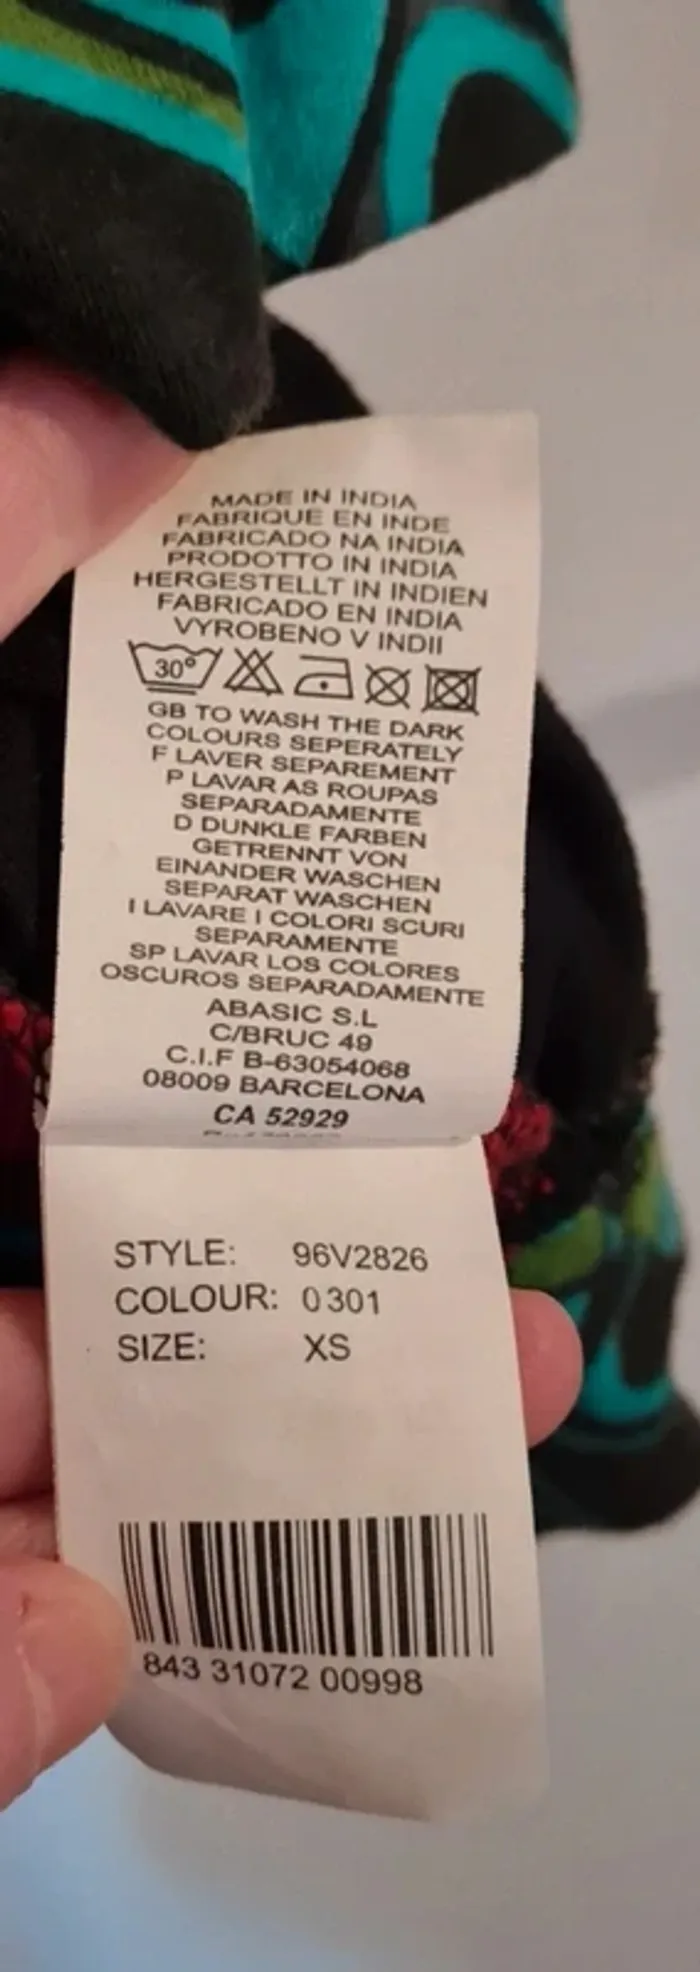 MADE IN INDIA
FABRIQUE EN INDE
FABRICADO NA INDIA
PRODOTTO IN INDIA
HERGESTELLT IN INDIEN
FABRICADO EN INDIA
VYROBENO V INDII
30°
GB TO WASH THE DARK
COLOURS SEPERATELY
F LAVER SEPAREMENT
P LAVAR AS ROUPAS
SEPARADAMENTE
D DUNKLE FARBEN
GETRENNT VON
EINANDER WASCHEN
SEPARAT WASCHEN
I LAVARE I COLORI SCURI
SEPARAMENTE
SP LAVAR LOS COLORES
OSCUROS SEPARADAMENTE
ABASIC S.L
C/BRUC 49
C.I.F B-63054068
08009 BARCELONA
CA 52929
STYLE: 96V2826
COLOUR: 0301
SIZE: XS
843 31072 00998